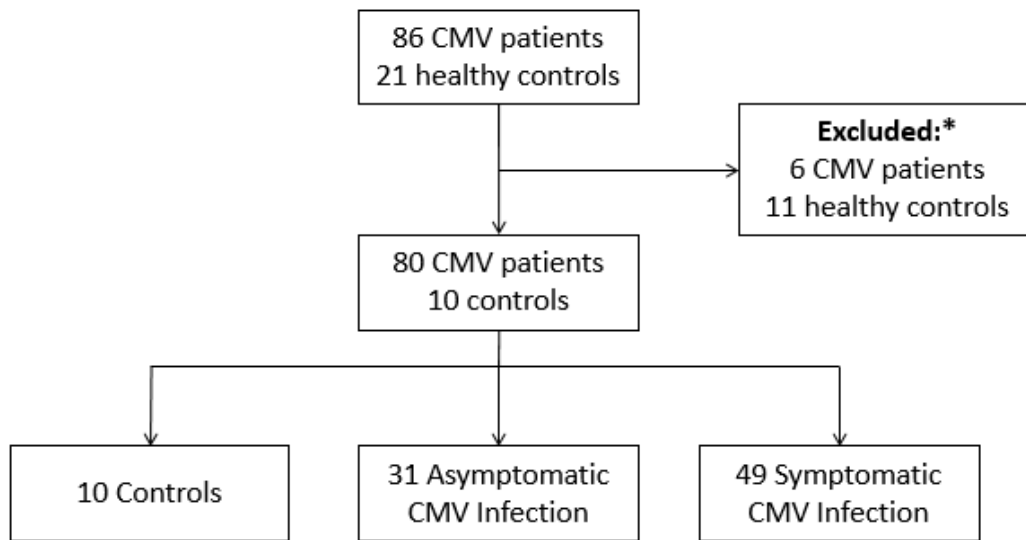 86 CMV patients
21 healthy controls
Excluded:*
6 CMV patients
11 healthy controls
80 CMV patients
10 controls
10 Controls
31 Asymptomatic
CMV Infection
49 Symptomatic
CMV Infection